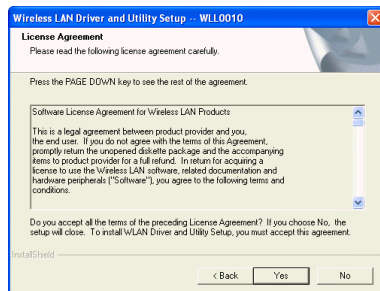 Wireless LAN Driver and Utility Setup -- WLL0010
License Agreement
Please read the following license agreement carefully.
Press the PAGE DOWN key to see the rest of the agreement.
Software License Agreement for Wireless LAN Products
This is a legal agreement between product provider and you,
the end user. If you do not agree with the terms of this Agreement,
promptly return the unopened diskette package and the accompanying
items to product provider for a full refund. In return for acquiring a
license to use the Wireless LAN software, related documentation and
hardware peripherals ("Software"), you agree to the following terms and
conditions.
Do you accept all the terms of the preceding License Agreement? If you choose No, the
setup will close. To install WLAN Driver and Utility Setup, you must accept this agreement.
InstallShield
< Back Yes No